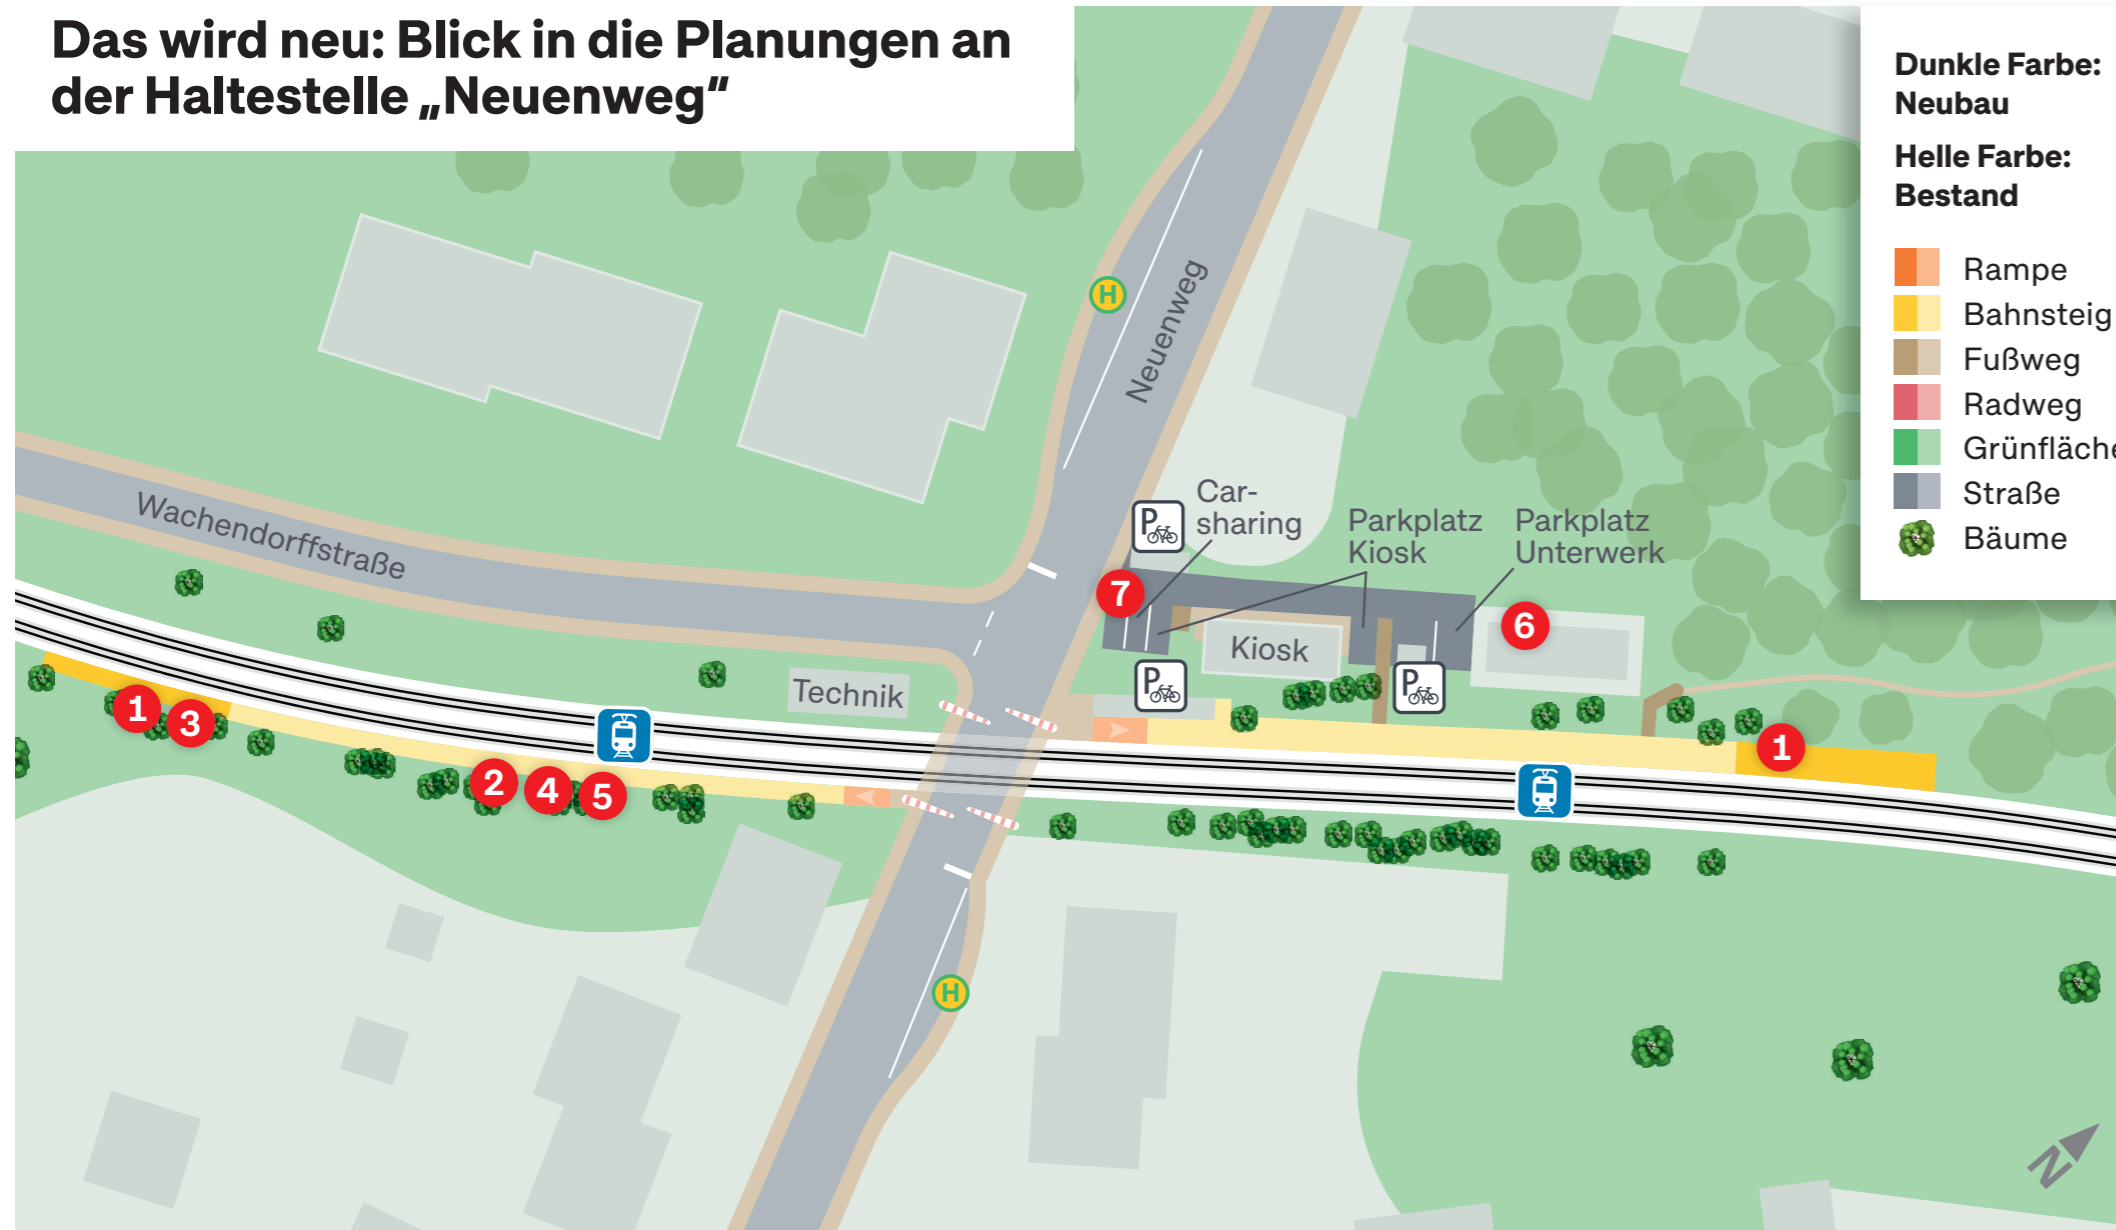 Das wird neu: Blick in die Planungen an
der Haltestelle „Neuenweg“
Dunkle Farbe:
Neubau
Helle Farbe:
Bestand
Rampe
Bahnsteig
Fußweg
Radweg
Grünfläche
Straße
Bäume
H
Neuenweg
Wachendorffstraße
Car-
sharing
P
Parkplatz
Kiosk
Parkplatz
Unterwerk
7
6
Kiosk
P
P
Technik
1
3
2
4
5
1
H
N